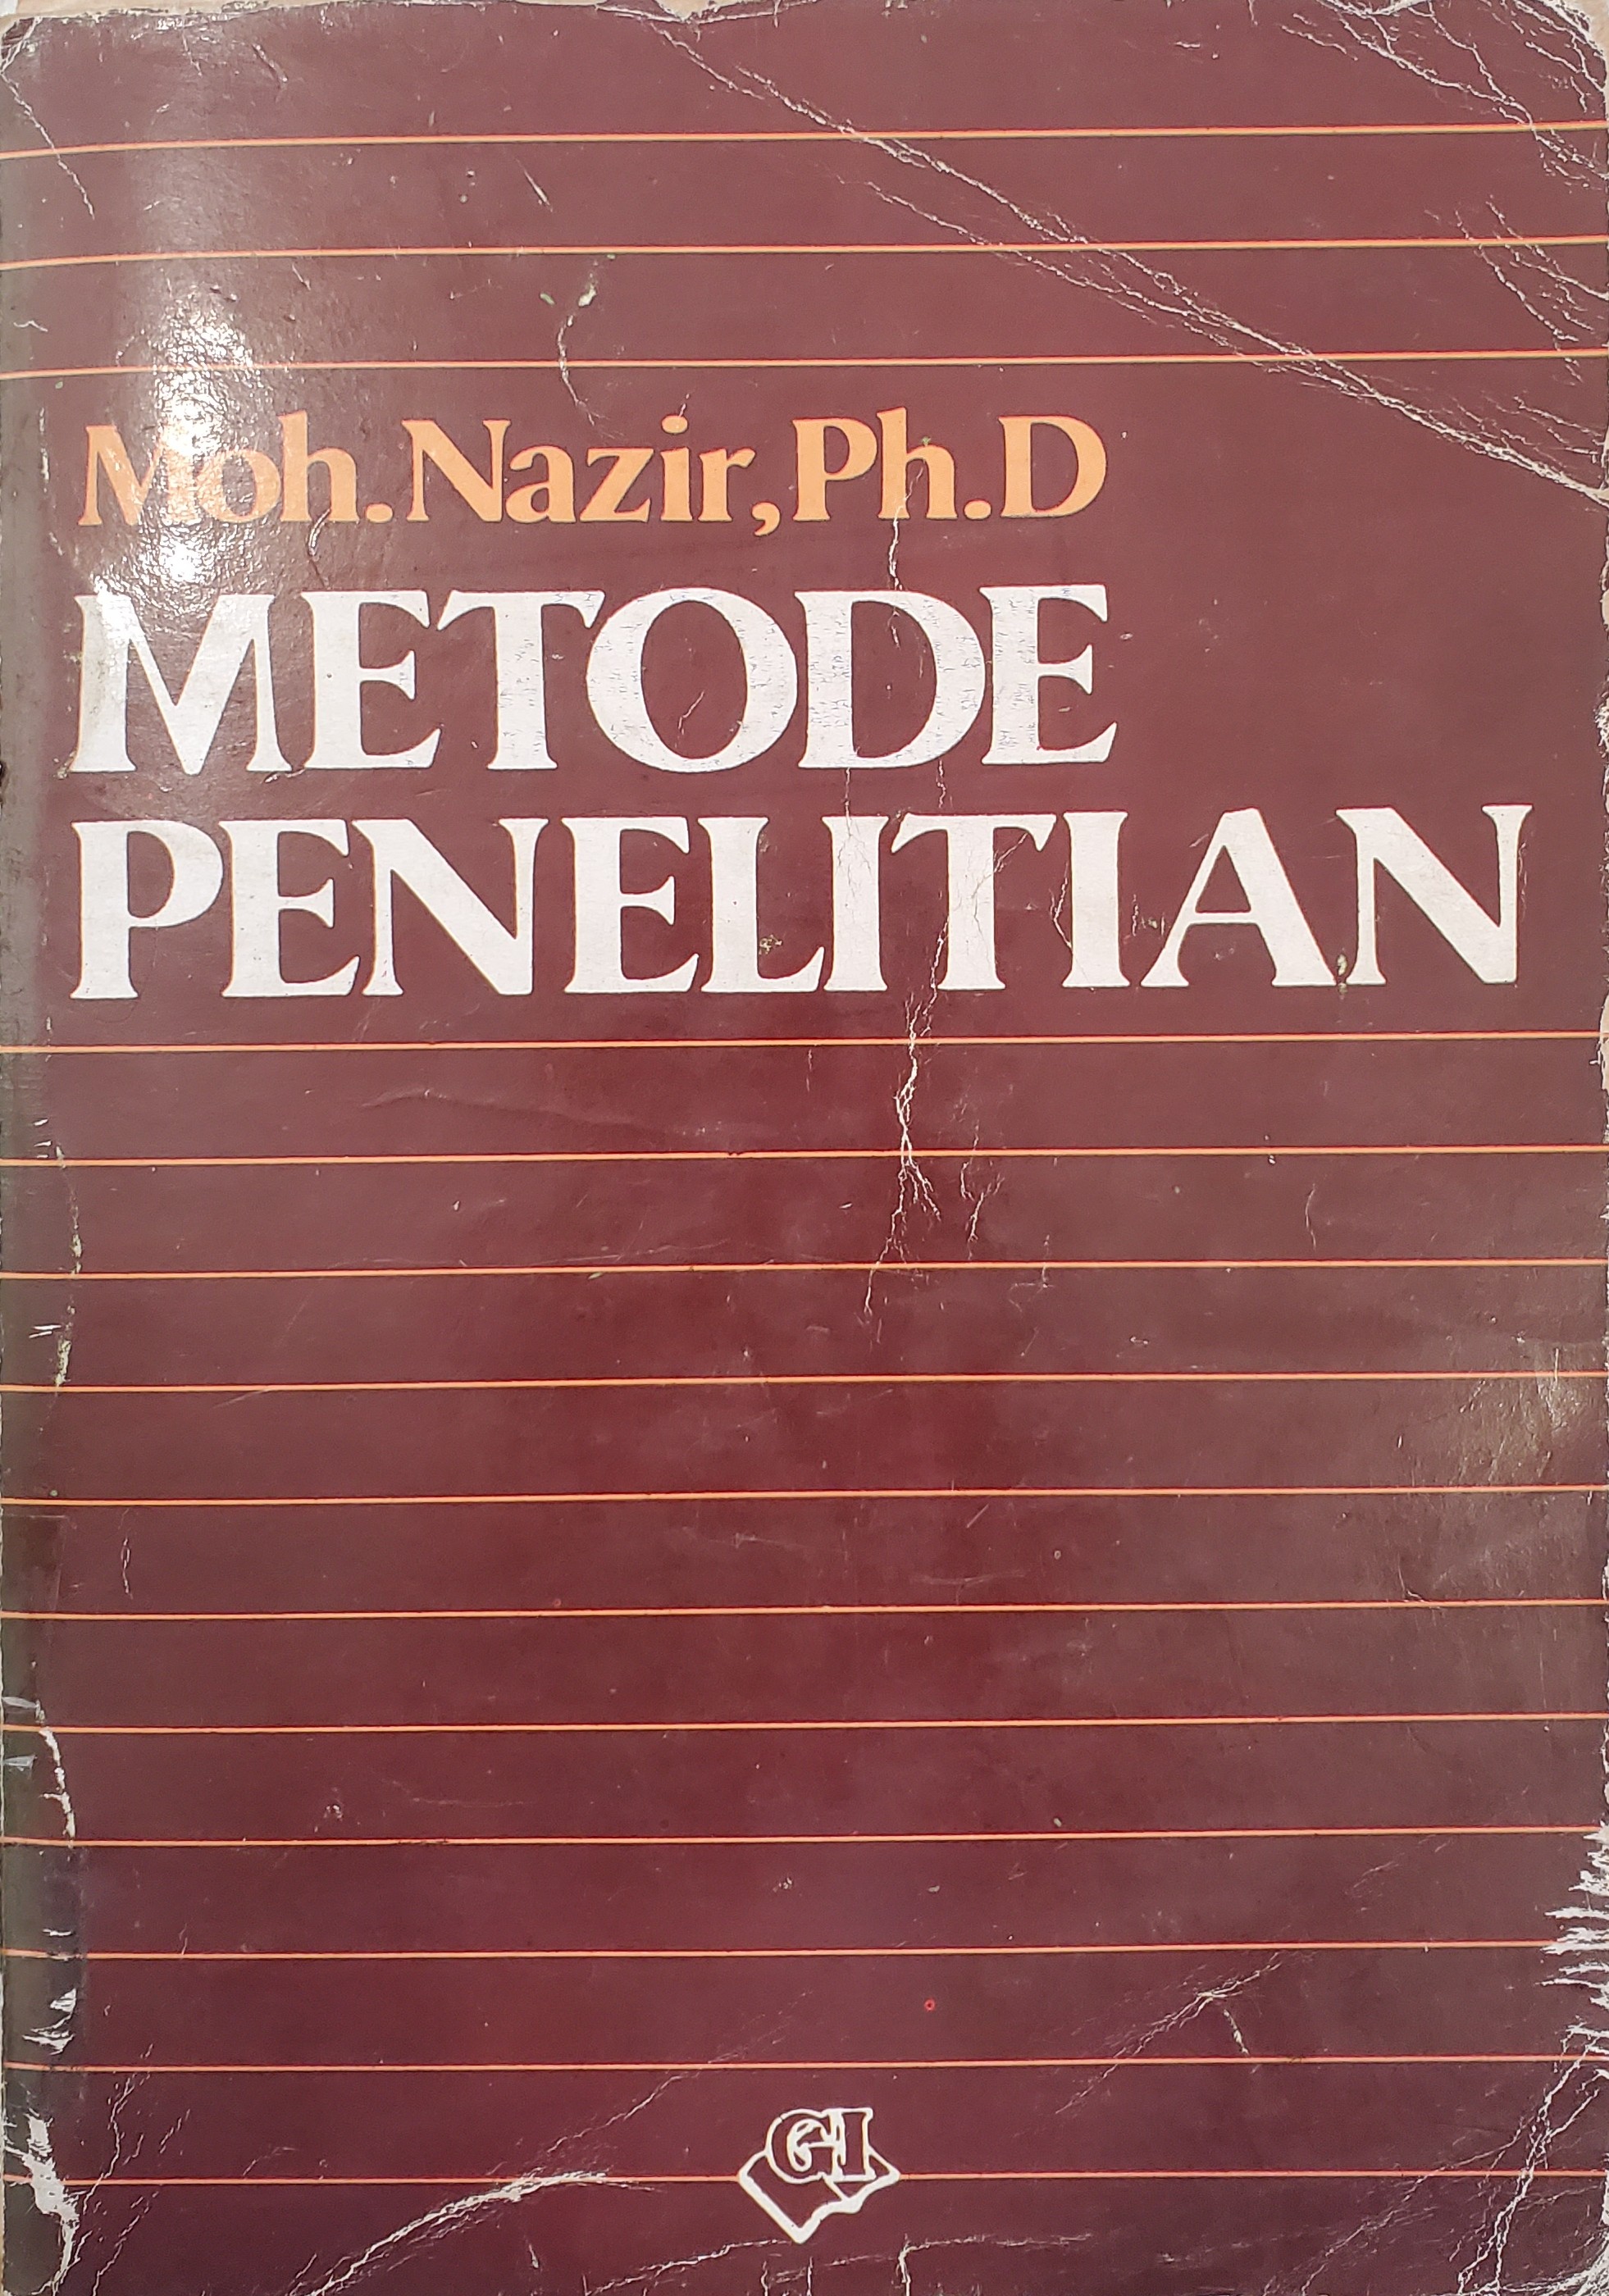 Moh. Nazir, Ph.D
METODE
PENELITIAN
GI